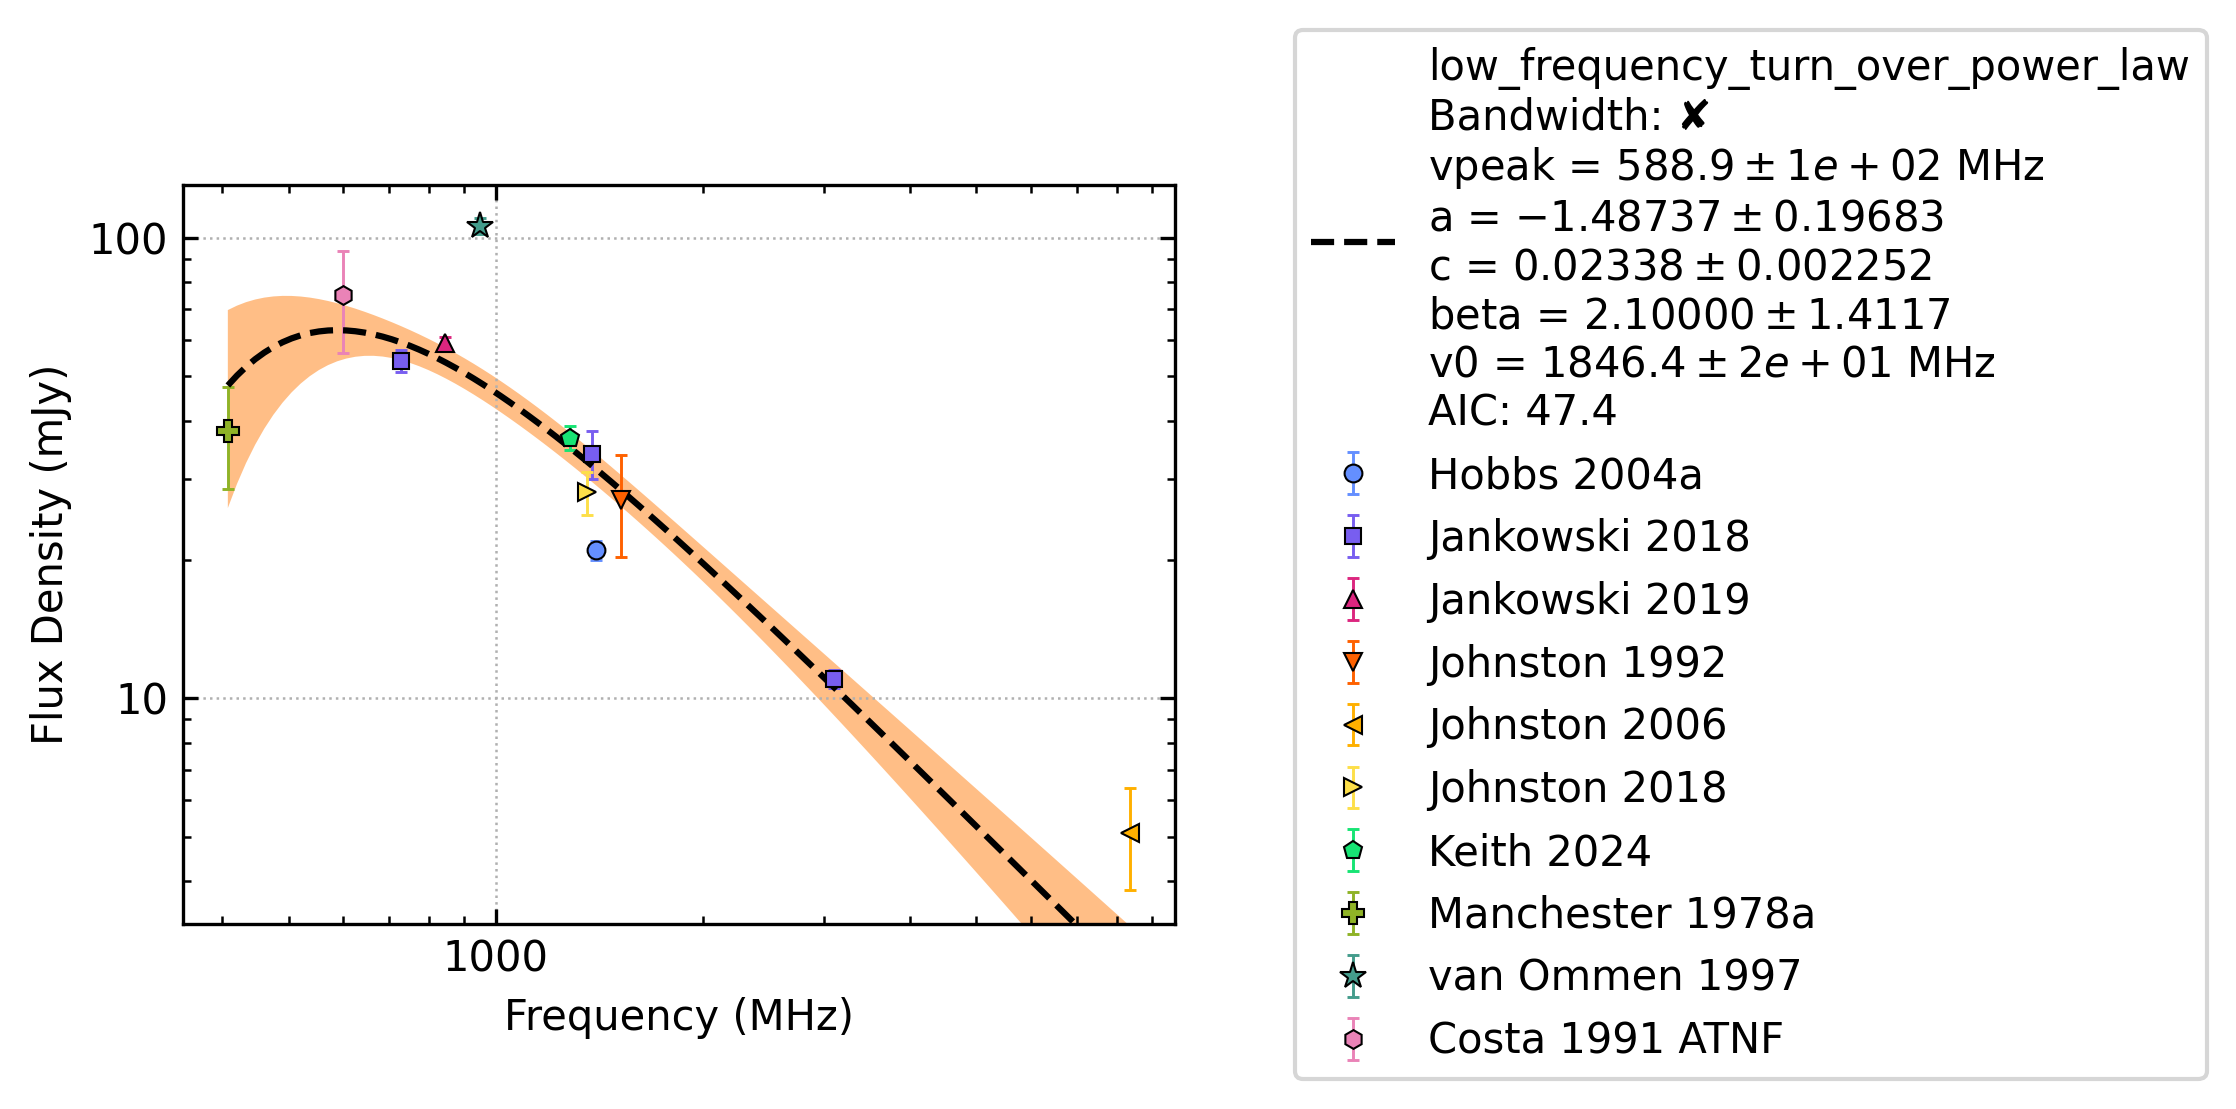 100
10
1000
Flux Density (mJy)
Frequency (MHz)
low_frequency_turn_over_power_law
Bandwidth: ✘
vpeak = 588.9 ± 1e + 02 MHz
a = −1.48737 ± 0.19683
c = 0.02338 ± 0.002252
beta = 2.10000 ± 1.4117
v0 = 1846.4 ± 2e + 01 MHz
AIC: 47.4
Hobbs 2004a
Jankowski 2018
Jankowski 2019
Johnston 1992
Johnston 2006
Johnston 2018
Keith 2024
Manchester 1978a
van Ommen 1997
Costa 1991 ATNF